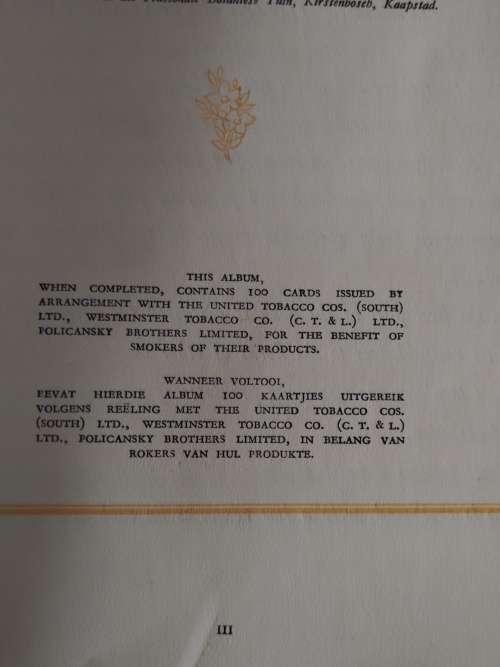 Nasionale Botaniese Tuin, Kirstenbosch, Kaapstad.
THIS ALBUM,
WHEN COMPLETED, CONTAINS 100 CARDS ISSUED BY
ARRANGEMENT WITH THE UNITED TOBACCO COS. (SOUTH)
LTD., WESTMINSTER TOBACCO CO. (C. T. & L.) LTD.,
POLICANSKY BROTHERS LIMITED, FOR THE BENEFIT OF
SMOKERS OF THEIR PRODUCTS.
WANNEER VOLTOOI,
BEVAT HIERDIE ALBUM 100 KAARTJIES UITGEREIK
VOLGENS REËLING MET THE UNITED TOBACCO COS.
(SOUTH) LTD., WESTMINSTER TOBACCO CO. (C. T. & L.)
LTD., POLICANSKY BROTHERS LIMITED, IN BELANG VAN
ROKERS VAN HUL PRODUKTE.
III